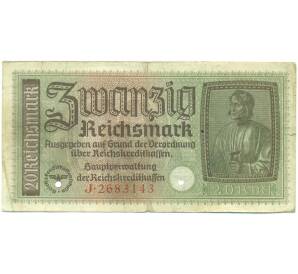 20 Reichsmark
Zwanzig
Reichsmark
Ausgegeben auf Grund der Verordnung
über Reichskreditkassen.
Hauptverwaltung
der Reichskreditkassen
J·2683143